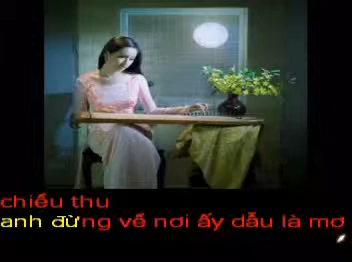 chiều thu
anh đừng về nơi ấy dẫu là mơ